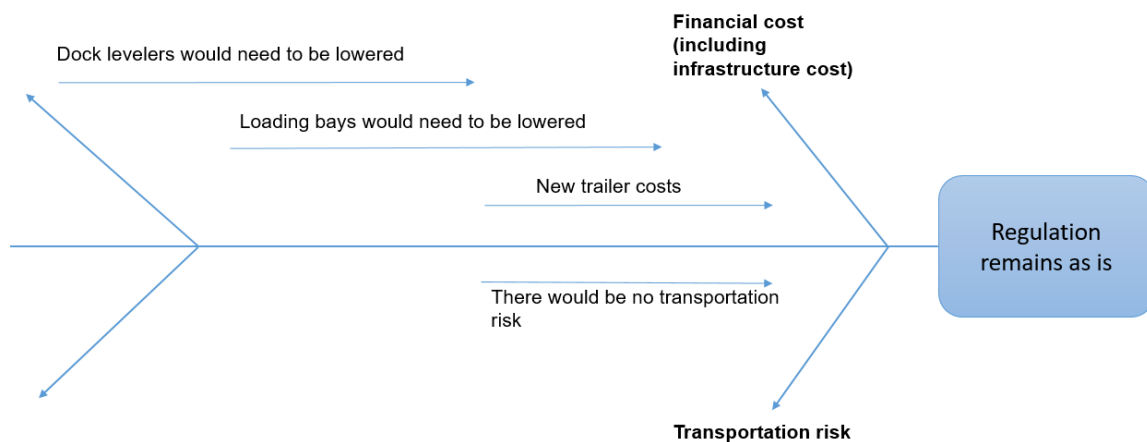 Financial cost
(including
infrastructure cost)
Dock levelers would need to be lowered
Loading bays would need to be lowered
New trailer costs
Regulation
remains as is
There would be no transportation
risk
Transportation risk